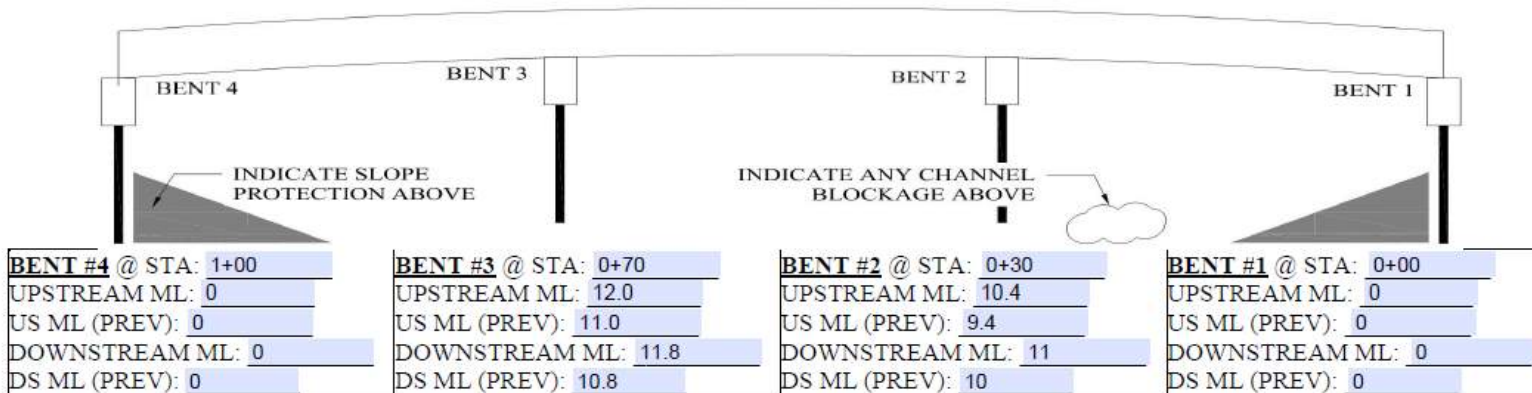 BENT 4
BENT 3
BENT 2
BENT 1
INDICATE SLOPE
PROTECTION ABOVE
INDICATE ANY CHANNEL
BLOCKAGE ABOVE
BENT #4 @ STA: 1+00
UPSTREAM ML: 0
US ML (PREV): 0
DOWNSTREAM ML: 0
DS ML (PREV): 0
BENT #3 @ STA: 0+70
UPSTREAM ML: 12.0
US ML (PREV): 11.0
DOWNSTREAM ML: 11.8
DS ML (PREV): 10.8
BENT #2 @ STA: 0+30
UPSTREAM ML: 10.4
US ML (PREV): 9.4
DOWNSTREAM ML: 11
DS ML (PREV): 10
BENT #1 @ STA: 0+00
UPSTREAM ML: 0
US ML (PREV): 0
DOWNSTREAM ML: 0
DS ML (PREV): 0